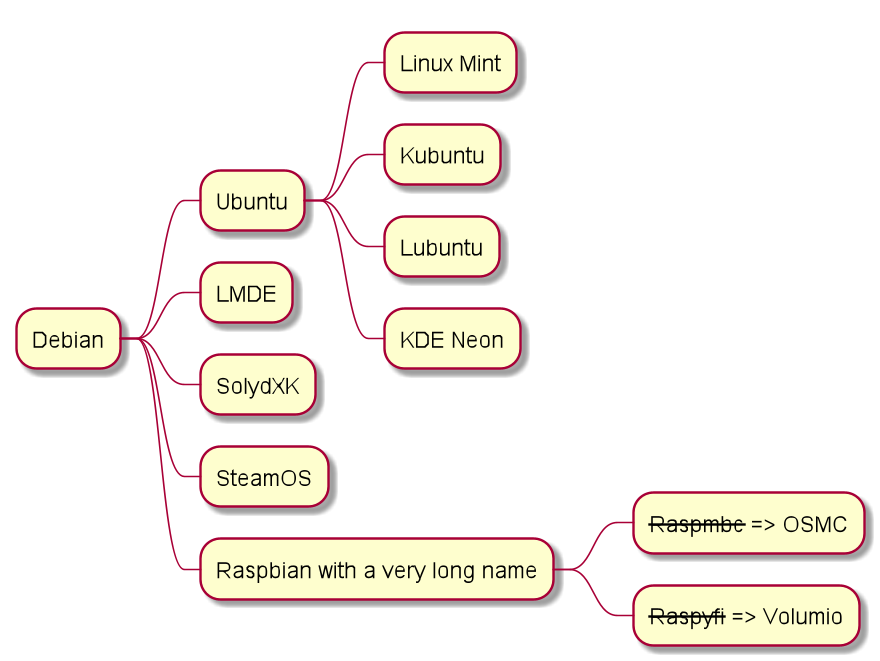 Debian
Ubuntu
Linux Mint
Kubuntu
Lubuntu
KDE Neon
LMDE
SolydXK
SteamOS
Raspbian with a very long name
Raspmbc => OSMC
Raspyfi => Volumio